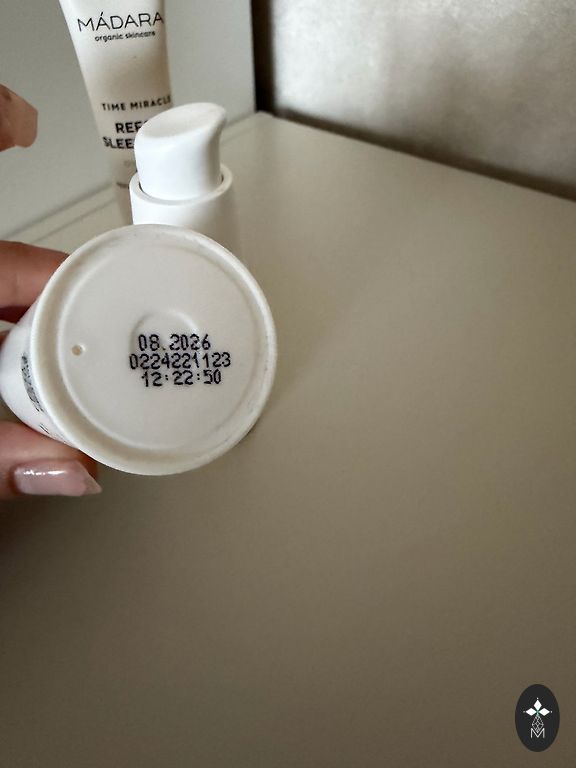 MÁDARA
organic skincare
TIME MIRACLE
08.2026
0224221123
12:22:50